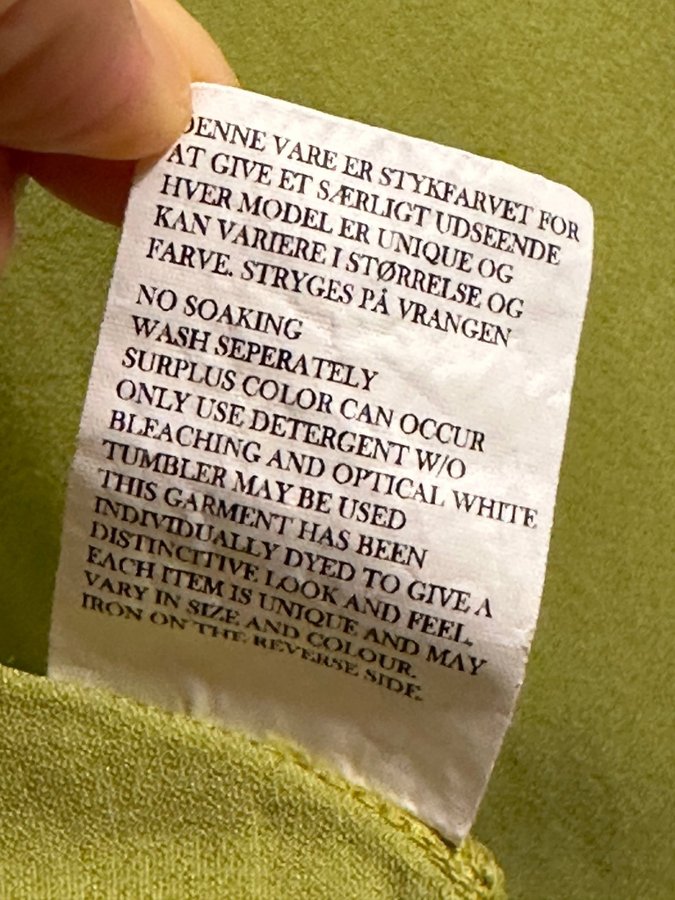 DENNE VARE ER STYKFARVET FOR
AT GIVE ET SÆRLIGT UDSEENDE
HVER MODEL ER UNIQUE OG
KAN VARIERE I STØRRELSE OG
FARVE. STRYGES PÅ VRANGEN
NO SOAKING
WASH SEPERATELY
SURPLUS COLOR CAN OCCUR
ONLY USE DETERGENT W/O
BLEACHING AND OPTICAL WHITE
TUMBLER MAY BE USED
THIS GARMENT HAS BEEN
INDIVIDUALLY DYED TO GIVE A
DISTINCTITIVE LOOK AND FEEL.
EACH ITEM IS UNIQUE AND MAY
VARY IN SIZE AND COLOUR.
IRON ON THE REVERSE SIDE.